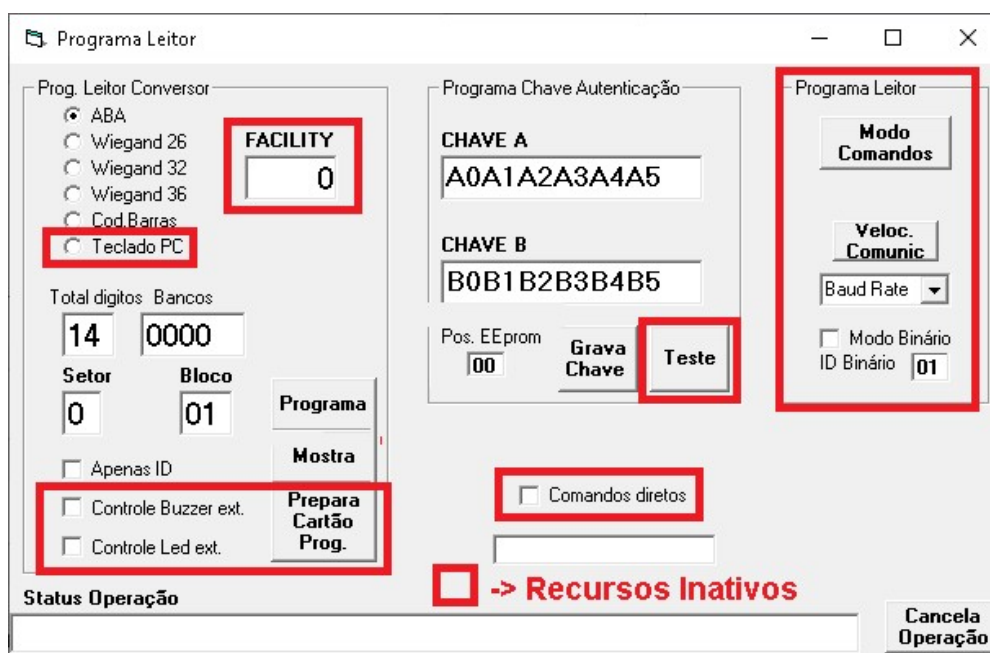 Programa Leitor
Prog. Leitor Conversor
ABA
Wiegand 26
Wiegand 32
Wiegand 36
Cod.Barras
Teclado PC
FACILITY
0
Total digitos Bancos
14 0000
Setor Bloco
0 01
Programa
Mostra
Apenas ID
Controle Buzzer ext.
Controle Led ext.
Prepara
Cartão
Prog.
Programa Chave Autenticação
CHAVE A
A0A1A2A3A4A5
CHAVE B
B0B1B2B3B4B5
Pos. EEprom
00
Grava
Chave
Teste
Comandos diretos
Programa Leitor
Modo
Comandos
Veloc.
Comunic
Baud Rate
Modo Binário
ID Binário 01
-> Recursos Inativos
Status Operação
Cancela
Operação